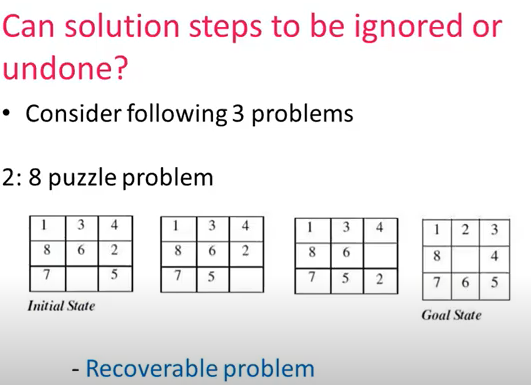 Can solution steps to be ignored or
undone?
• Consider following 3 problems
2: 8 puzzle problem
1 3 4
8 6 2
7 5
Initial State
1 3 4
8 6 2
7 5
1 3 4
8 6
7 5 2
1 2 3
8 4
7 6 5
Goal State
- Recoverable problem